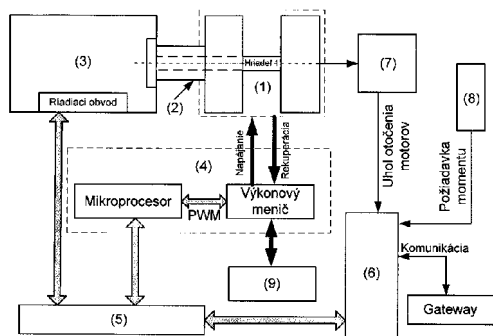 (3)
Riadiaci obvod
(2)
Hriadeľ 1
(1)
(7)
(8)
Napájanie
Rekuperácia
Uhol otočenia
motorov
Požiadavka
momentu
(4)
Mikroprocesor
PWM
Výkonový
menič
(9)
(6)
Komunikácia
Gateway
(5)